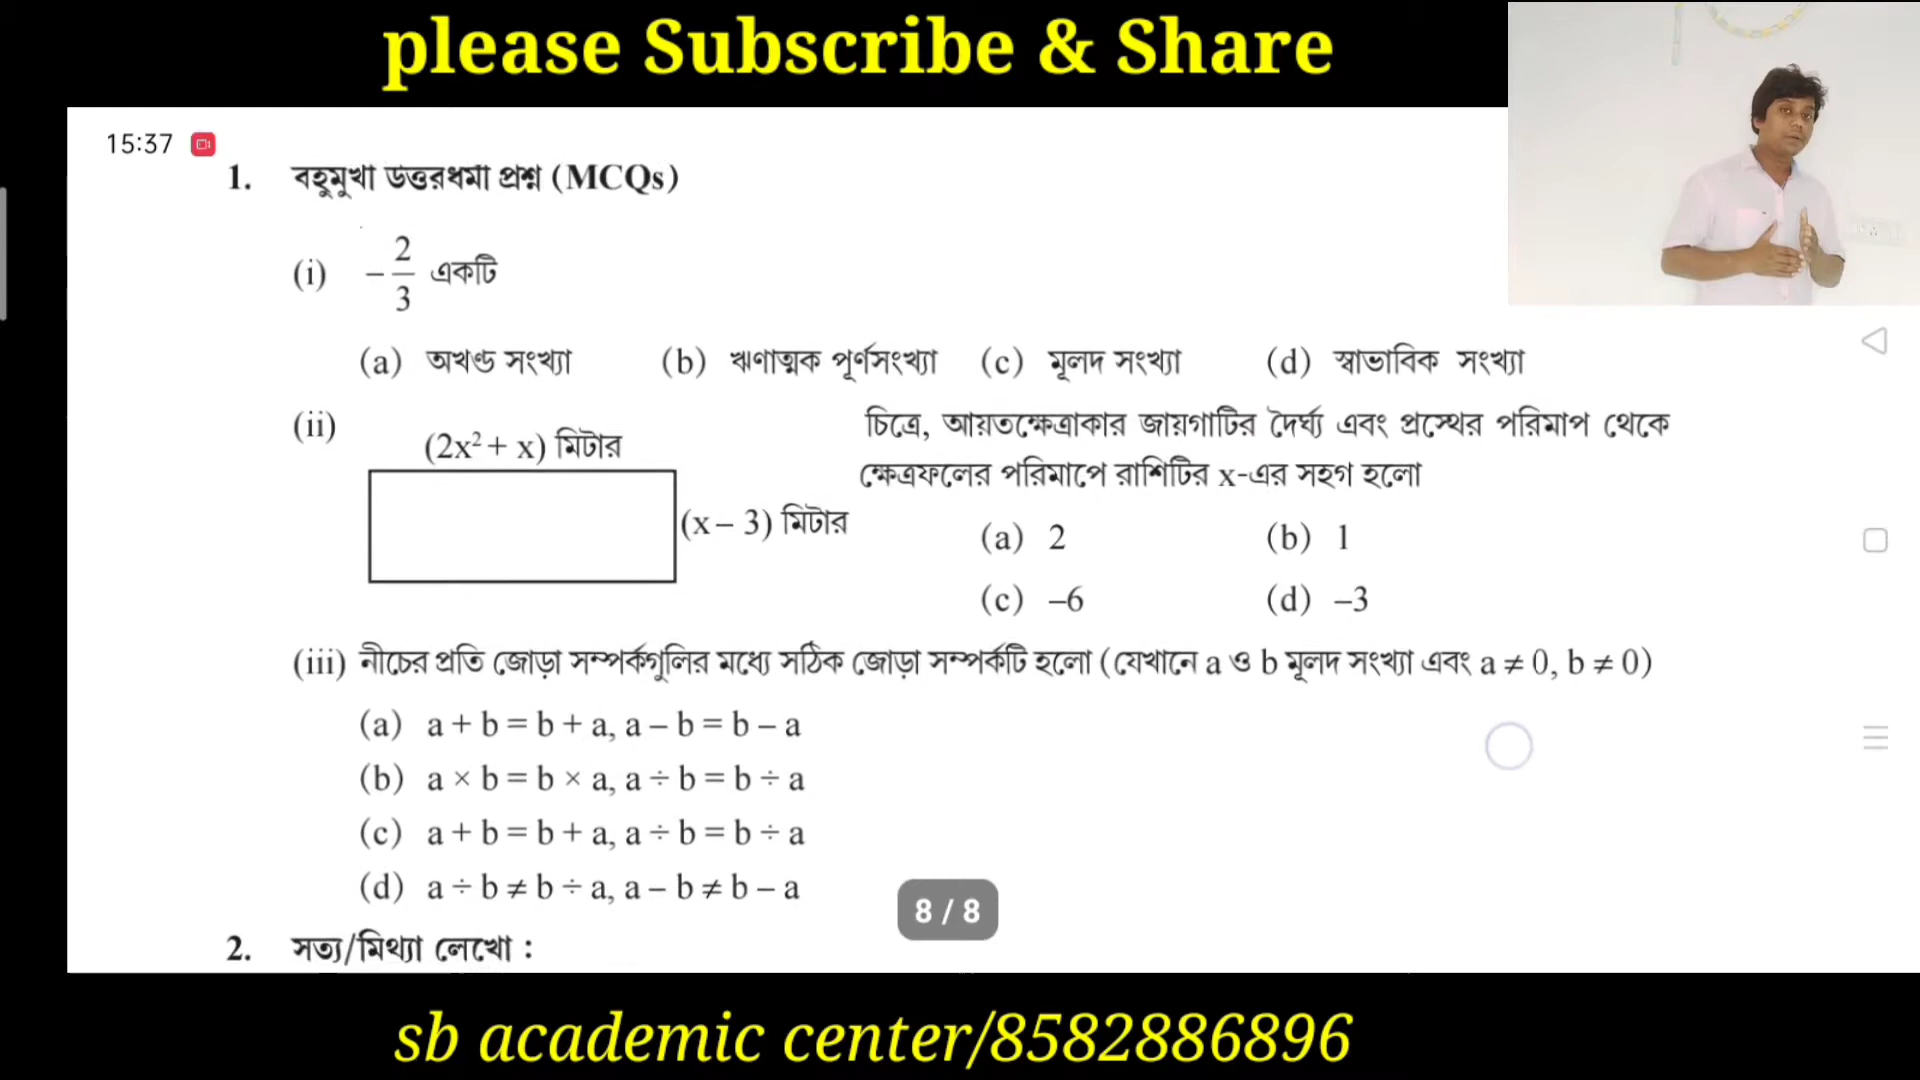 please Subscribe & Share
15:37
1. বহুমুখী উত্তরধর্মী প্রশ্ন (MCQs)
(i) –2/3 একটি
(a) অখণ্ড সংখ্যা (b) ঋণাত্মক পূর্ণসংখ্যা (c) মূলদ সংখ্যা (d) স্বাভাবিক সংখ্যা
(ii) (2x²+ x) মিটার
(x – 3) মিটার
চিত্রে, আয়তক্ষেত্রাকার জায়গাটির দৈর্ঘ্য এবং প্রস্থের পরিমাপ থেকে
ক্ষেত্রফলের পরিমাপে রাশিটির x-এর সহগ হলো
(a) 2 (b) 1
(c) –6 (d) –3
(iii) নীচের প্রতি জোড়া সম্পর্কগুলির মধ্যে সঠিক জোড়া সম্পর্কটি হলো (যেখানে a ও b মূলদ সংখ্যা এবং a ≠ 0, b ≠ 0)
(a) a + b = b + a, a – b = b – a
(b) a × b = b × a, a ÷ b = b ÷ a
(c) a + b = b + a, a ÷ b = b ÷ a
(d) a ÷ b ≠ b ÷ a, a – b ≠ b – a
8 / 8
2. সত্য/মিথ্যা লেখো :
sb academic center/8582886896